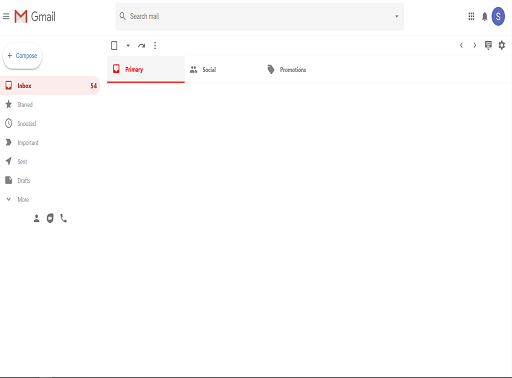 Gmail
Search mail
S
Compose
Primary
Social
Promotions
Inbox 54
Starred
Snoozed
Important
Sent
Drafts
More